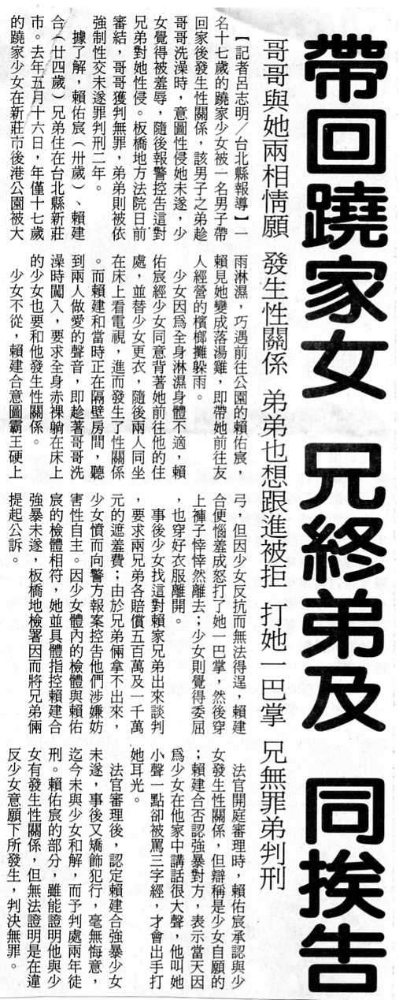 帶回蹺家女 兄終弟及 同挨告
哥哥與她兩相情願 發生性關係 弟弟也想跟進被拒 打她一巴掌 兄無罪弟判刑
【記者呂志明／台北縣報導】一
名十七歲的蹺家少女被一名男子帶
回家後發生性關係，該男子之弟趁
哥哥洗澡時，意圖性侵她未遂，少
女覺得被羞辱，隨後報警控告這對
兄弟對她性侵。板橋地方法院日前
審結，哥哥獲判無罪，弟弟則被依
強制性交未遂罪判刑二年。
據了解，賴佑宸（卅歲）、賴建
合（廿四歲）兄弟住在台北縣新莊
市。去年五月十六日，年僅十七歲
的蹺家少女在新莊市後港公園被大
雨淋濕，巧遇前往公園的賴佑宸，
賴見她變成落湯雞，即帶她前往友
人經營的檳榔攤躲雨。
少女因為全身淋濕身體不適，賴
佑宸經少女同意背著她前往他的住
處，並替少女更衣，隨後兩人同坐
在床上看電視，進而發生了性關係
。而賴建和當時正在隔壁房間，聽
到兩人做愛的聲音，即趁著哥哥洗
澡時闖入，要求全身赤裸躺在床上
的少女也要和他發生性關係。
少女不從，賴建合意圖霸王硬上
弓，但因少女反抗而無法得逞，賴建
合便惱羞成怒打了她一巴掌，然後穿
上褲子悻悻然離去；少女則覺得委屈
，也穿好衣服離開。
事後少女找這對賴家兄弟出來談判
，要求兩兄弟各賠償五百萬及一千萬
元的遮羞費；由於兄弟倆拿不出來，
少女憤而向警方報案控告他們涉嫌妨
害性自主。因少女體內的檢體與賴佑
宸的檢體相符，她並具體指控賴建合
強暴未遂，板橋地檢署因而將兄弟倆
提起公訴。
法官開庭審理時，賴佑宸承認與少
女發生性關係，但辯稱是少女自願的
；賴建合否認強暴對方，表示當天因
為少女在他家中講話很大聲，他叫她
小聲一點卻被罵三字經，才會出手打
她耳光。
法官審理後，認定賴建合強暴少女
未遂，事後又矯飾犯行，毫無悔意，
迄今未與少女和解，而予判處兩年徒
刑。賴佑宸的部分，雖能證明他與少
女有發生性關係，但無法證明是在違
反少女意願下所發生，判決無罪。